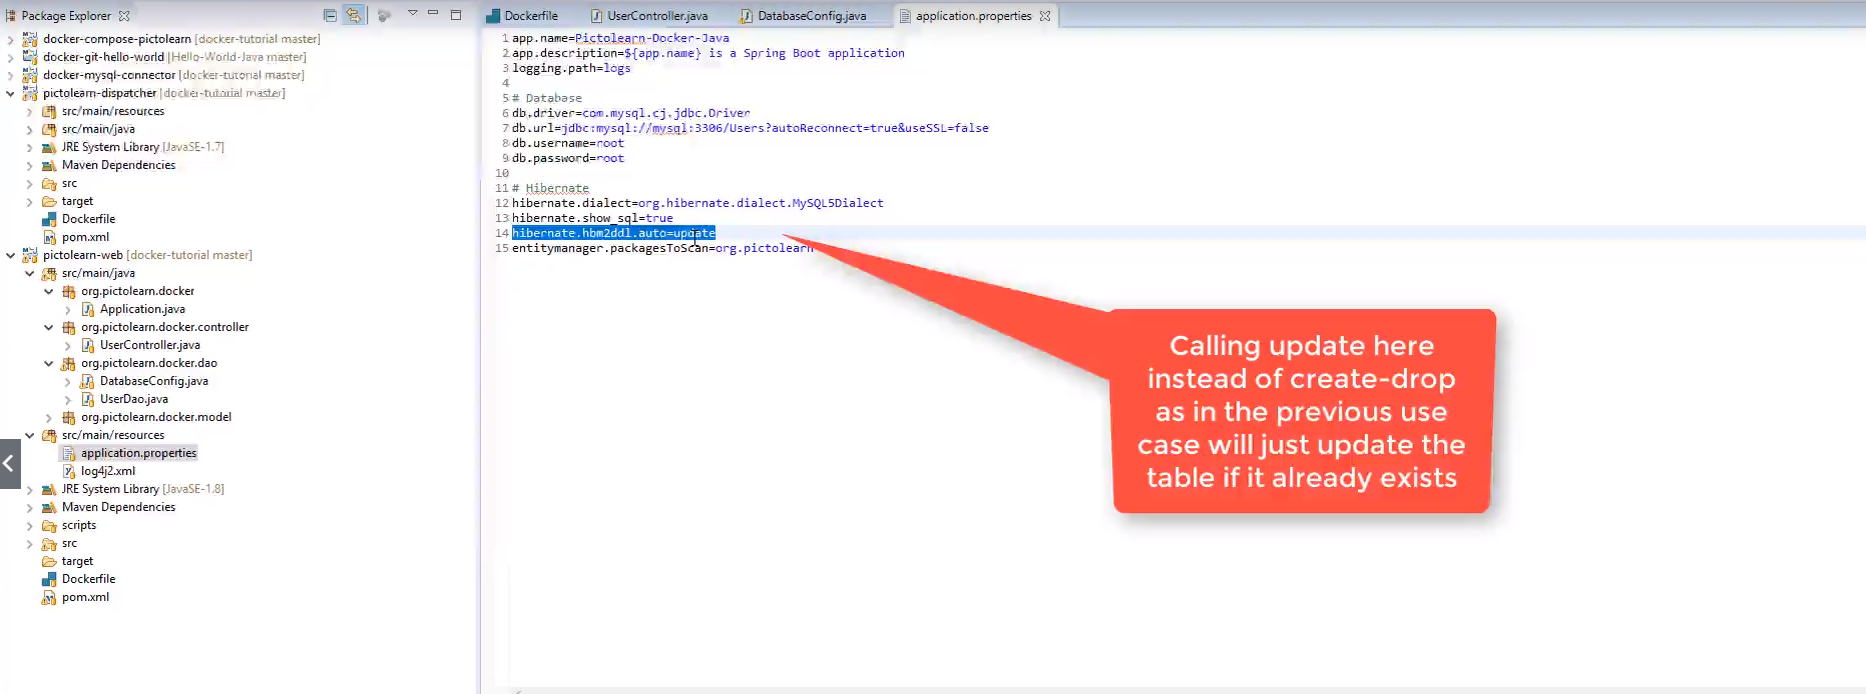 Package Explorer
docker-compose-pictolearn [docker-tutorial master]
docker-git-hello-world [Hello-World-Java master]
docker-mysql-connector [docker-tutorial master]
pictolearn-dispatcher [docker-tutorial master]
src/main/resources
src/main/java
JRE System Library [JavaSE-1.7]
Maven Dependencies
src
target
Dockerfile
pom.xml
pictolearn-web [docker-tutorial master]
src/main/java
org.pictolearn.docker
Application.java
org.pictolearn.docker.controller
UserController.java
org.pictolearn.docker.dao
DatabaseConfig.java
UserDao.java
org.pictolearn.docker.model
src/main/resources
application.properties
log4j2.xml
JRE System Library [JavaSE-1.8]
Maven Dependencies
scripts
src
target
Dockerfile
pom.xml
Dockerfile UserController.java DatabaseConfig.java application.properties
1 app.name=Pictolearn-Docker-Java
2 app.description=${app.name} is a Spring Boot application
3 logging.path=logs
4
5 # Database
6 db.driver=com.mysql.cj.jdbc.Driver
7 db.url=jdbc:mysql://mysql:3306/Users?autoReconnect=true&useSSL=false
8 db.username=root
9 db.password=root
10
11 # Hibernate
12 hibernate.dialect=org.hibernate.dialect.MySQL5Dialect
13 hibernate.show_sql=true
14 hibernate.hbm2ddl.auto=update
15 entitymanager.packagesToScan=org.pictolearn
Calling update here
instead of create-drop
as in the previous use
case will just update the
table if it already exists